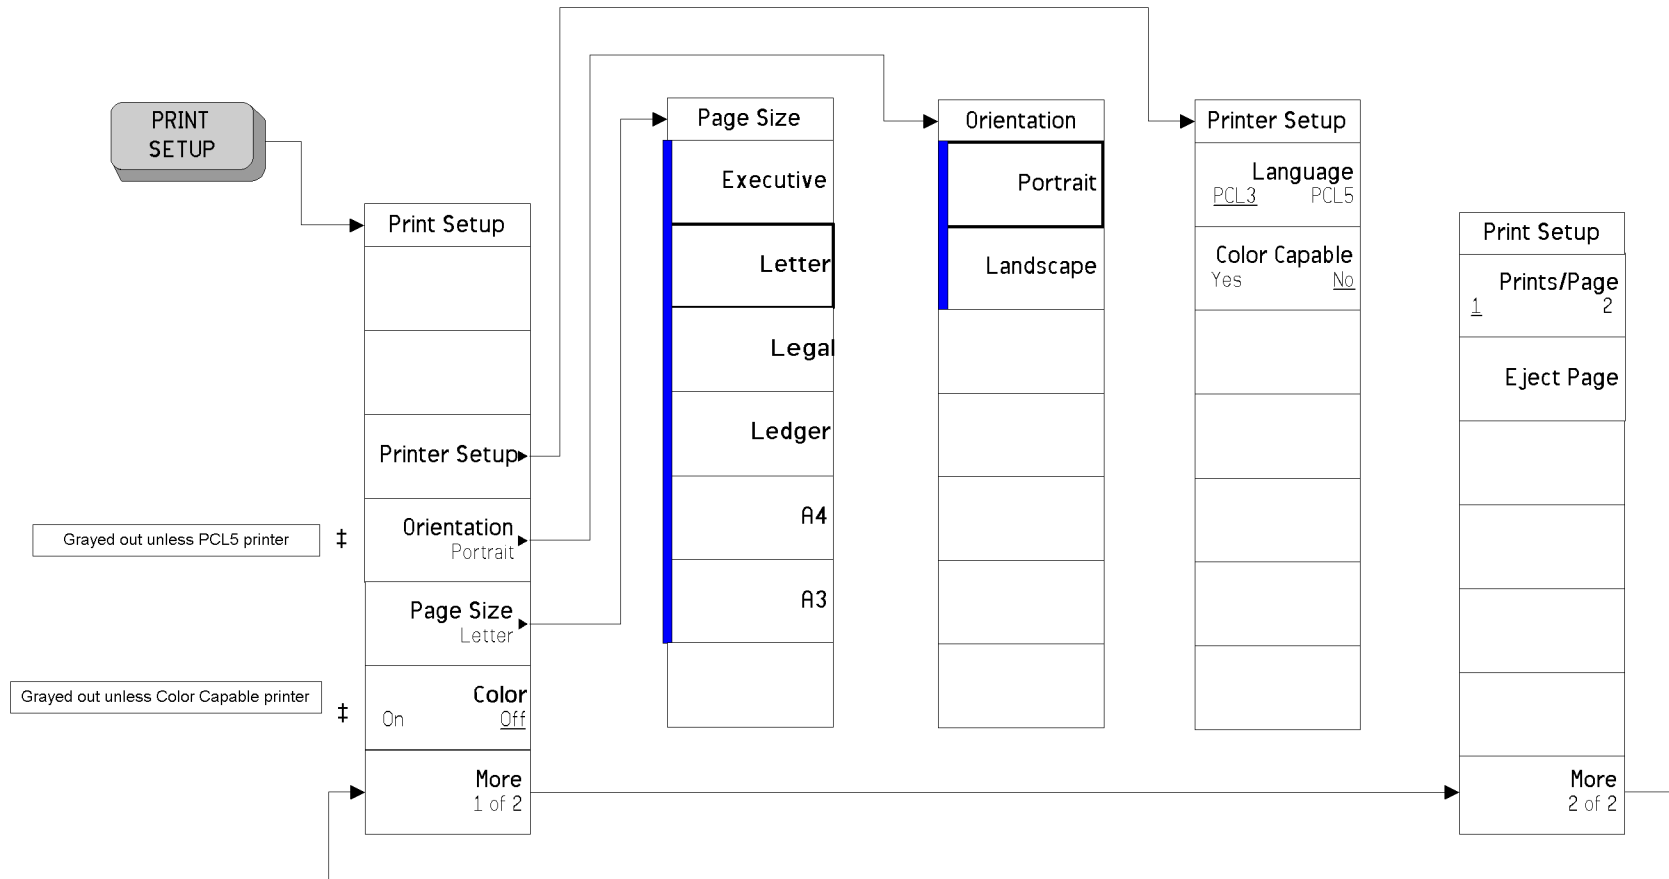 PRINT
SETUP
Print Setup
Printer Setup
Orientation
Portrait
Page Size
Letter
Color
On Off
More
1 of 2
Grayed out unless PCL5 printer ‡
Grayed out unless Color Capable printer ‡
Page Size
Executive
Letter
Legal
Ledger
A4
A3
Orientation
Portrait
Landscape
Printer Setup
Language
PCL3 PCL5
Color Capable
Yes No
Print Setup
Prints/Page
1 2
Eject Page
More
2 of 2